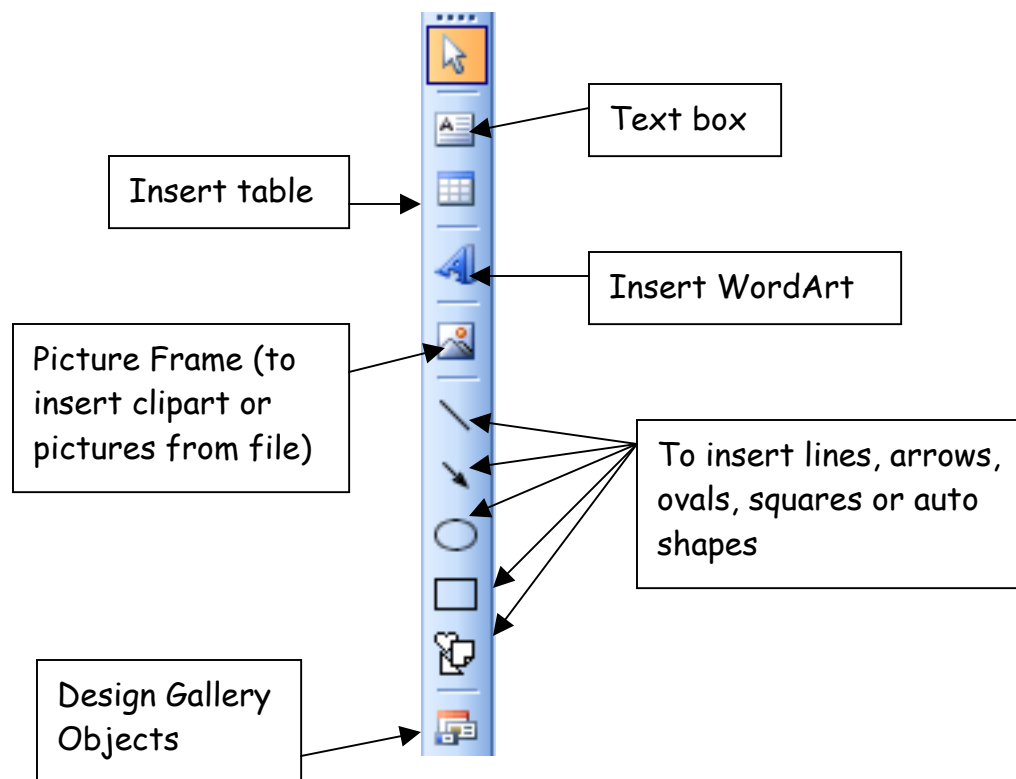 Text box
Insert table
Insert WordArt
Picture Frame (to
insert clipart or
pictures from file)
To insert lines, arrows,
ovals, squares or auto
shapes
Design Gallery
Objects